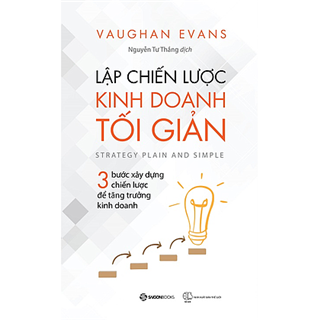 VAUGHAN EVANS
Nguyễn Tư Thắng dịch
LẬP CHIẾN LƯỢC
KINH DOANH
TỐI GIẢN
STRATEGY PLAIN AND SIMPLE
3 bước xây dựng
chiến lược
để tăng trưởng
kinh doanh
SAIGONBOOKS